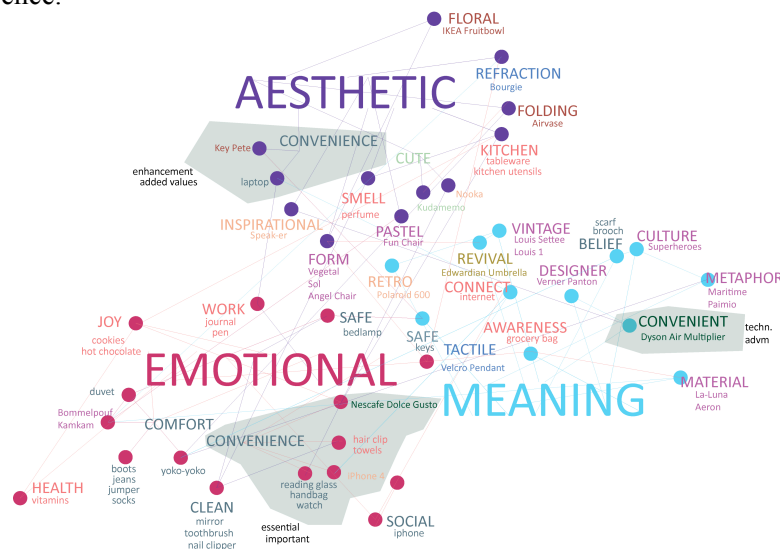 ence.
FLORAL
IKEA Fruitbowl
REFRACTION
Bourgie
AESTHETIC
FOLDING
Airvase
Key Pete
CONVENIENCE
KITCHEN
tableware
kitchen utensils
CUTE
enhancement
added values
laptop
SMELL
perfume
Nooka
Kudamemo
INSPIRATIONAL
Speak-er
PASTEL
Fun Chair
VINTAGE
Louis Settee
Louis 1
scarf
brooch
BELIEF
CULTURE
Superheroes
FORM
Vegetal
Sol
Angel Chair
REVIVAL
Edwardian Umbrella
RETRO
Polaroid 600
CONNECT
internet
DESIGNER
Verner Panton
METAPHOR
Maritime
Paimio
WORK
journal
pen
JOY
cookies
hot chocolate
SAFE
bedlamp
SAFE
keys
AWARENESS
grocery bag
CONVENIENT
Dyson Air Multiplier
techn.
advm
TACTILE
Velcro Pendant
EMOTIONAL
MEANING
MATERIAL
La-Luna
Aeron
duvet
Bommelpouf
Kamkam
COMFORT
Nescafe Dolce Gusto
CONVENIENCE
hair clip
towels
boots
jeans
jumper
socks
yoko-yoko
reading glass
handbag
watch
iPhone 4
HEALTH
vitamins
CLEAN
mirror
toothbrush
nail clipper
essential
important
SOCIAL
iphone